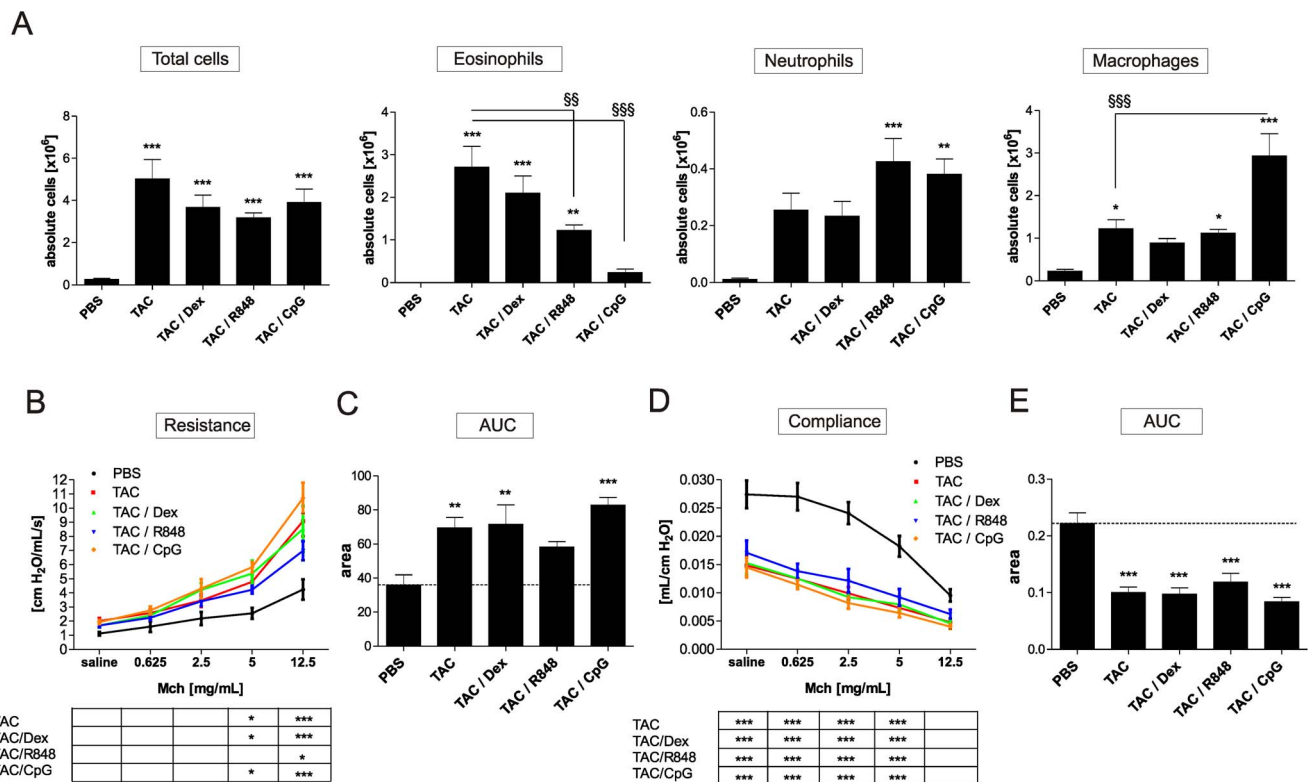 A
Total cells
Eosinophils
Neutrophils
Macrophages
absolute cells [x10⁶]
8
6
4
2
0
***
***
***
***
PBS
TAC
TAC / Dex
TAC / R848
TAC / CpG
absolute cells [x10⁶]
4
3
2
1
0
§§
§§§
***
***
**
PBS
TAC
TAC / Dex
TAC / R848
TAC / CpG
absolute cells [x10⁶]
0.6
0.4
0.2
0.0
***
**
PBS
TAC
TAC / Dex
TAC / R848
TAC / CpG
absolute cells [x10⁶]
4
3
2
1
0
§§§
*
*
***
PBS
TAC
TAC / Dex
TAC / R848
TAC / CpG
B
Resistance
[cm H₂O/mL/s]
12
11
10
9
8
7
6
5
4
3
2
1
0
PBS
TAC
TAC / Dex
TAC / R848
TAC / CpG
saline 0.625 2.5 5 12.5
Mch [mg/mL]
TAC * ***
TAC/Dex * ***
TAC/R848 *
TAC/CpG * ***
C
AUC
area
100
80
60
40
20
0
**
**
***
PBS
TAC
TAC / Dex
TAC / R848
TAC / CpG
D
Compliance
[mL/cm H₂O]
0.030
0.025
0.020
0.015
0.010
0.005
0.000
PBS
TAC
TAC / Dex
TAC / R848
TAC / CpG
saline 0.625 2.5 5 12.5
Mch [mg/mL]
TAC *** *** *** ***
TAC/Dex *** *** *** ***
TAC/R848 *** *** *** ***
TAC/CpG *** *** *** ***
E
AUC
area
0.3
0.2
0.1
0.0
***
***
***
***
PBS
TAC
TAC / Dex
TAC / R848
TAC / CpG